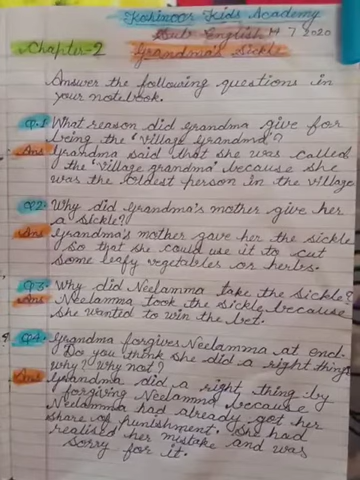 Kohinoor Kids Academy
Sub: English 14 7 2020
Chapter-2 Grandma's Sickle
Answer the following questions in
your notebook.
Q.1 What reason did Grandma give for
being the 'Village Grandma'?
Ans Grandma said that she was called
the 'Village grandma' because she
was the oldest person in the village
Q2. Why did Grandma's mother give her
a sickle?
Ans Grandma's mother gave her the sickle
so that she could use it to cut
some leafy vegetables or herbs.
Q.3. Why did Neelamma take the sickle?
Ans Neelamma took the sickle because
she wanted to win the bet.
Q.4. Grandma forgives Neelamma at end.
Do you think she did a right thing
Why? Why not?
Ans Grandma did a right thing by
forgiving Neelamma because
Neelamma had already got her
share of puntshment. She had
realised her mistake and was
sorry for it.